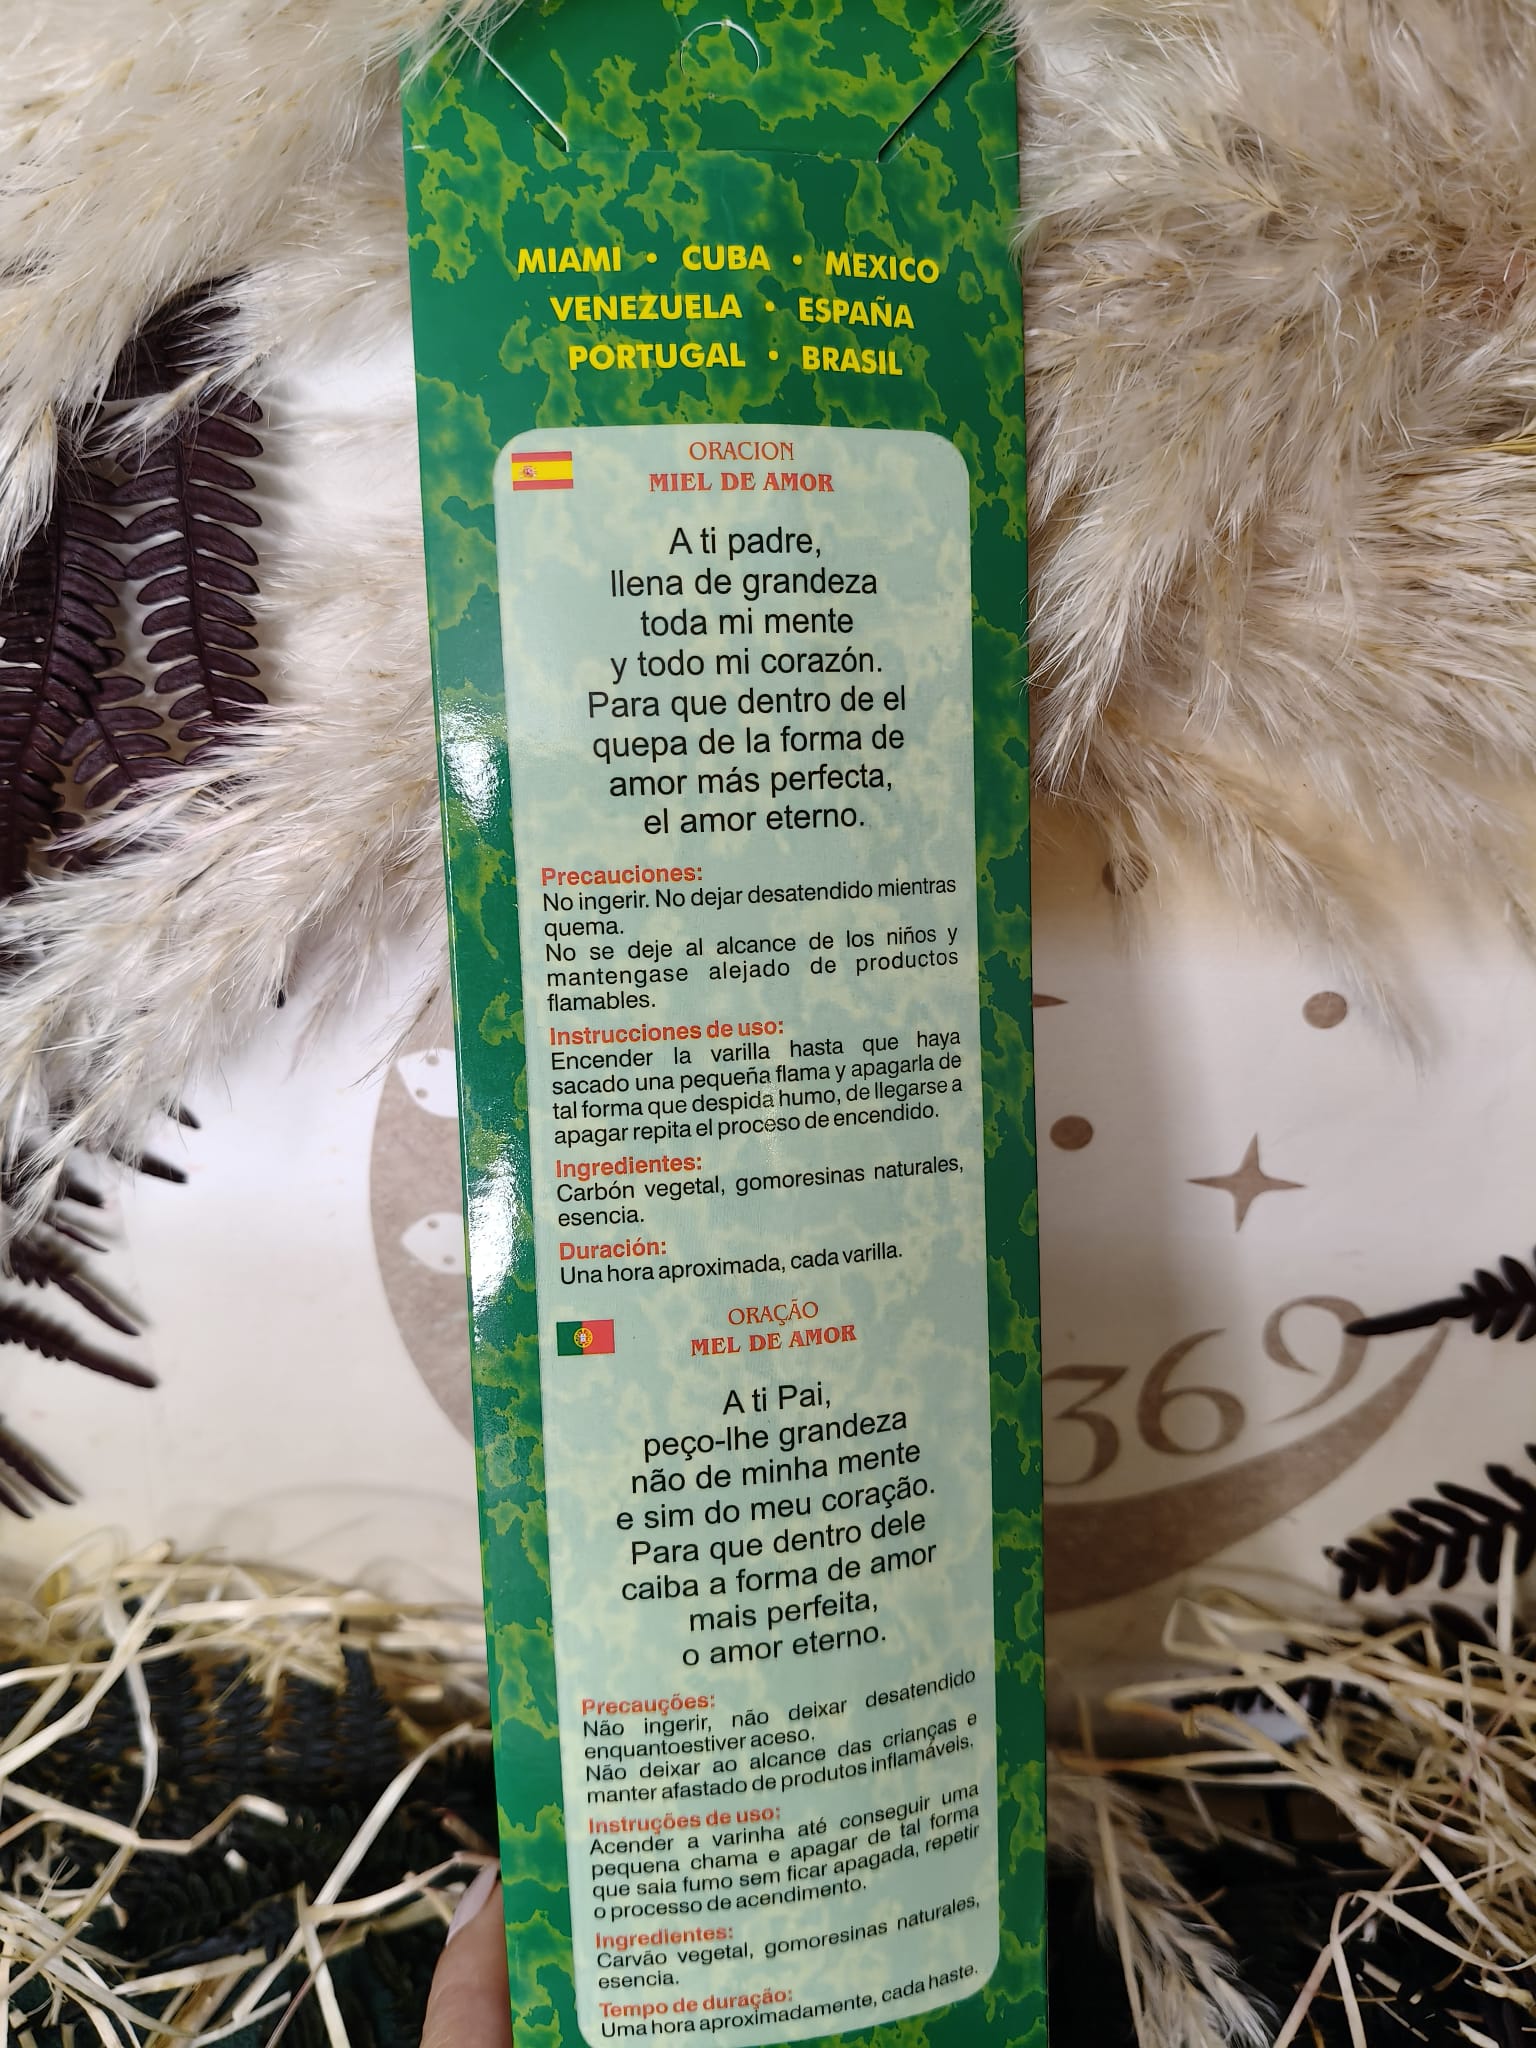 MIAMI • CUBA • MEXICO
VENEZUELA • ESPAÑA
PORTUGAL • BRASIL
ORACION
MIEL DE AMOR
A ti padre,
llena de grandeza
toda mi mente
y todo mi corazón.
Para que dentro de el
quepa de la forma de
amor más perfecta,
el amor eterno.
Precauciones:
No ingerir. No dejar desatendido mientras
quema.
No se deje al alcance de los niños y
mantengase alejado de productos
flamables.
Instrucciones de uso:
Encender la varilla hasta que haya
sacado una pequeña flama y apagarla de
tal forma que despida humo, de llegarse a
apagar repita el proceso de encendido.
Ingredientes:
Carbón vegetal, gomoresinas naturales,
esencia.
Duración:
Una hora aproximada, cada varilla.
ORAÇÃO
MEL DE AMOR
A ti Pai,
peço-lhe grandeza
não de minha mente
e sim do meu coração.
Para que dentro dele
caiba a forma de amor
mais perfeita,
o amor eterno.
Precauções:
Não ingerir, não deixar desatendido
enquantoestiver aceso.
Não deixar ao alcance das crianças e
manter afastado de produtos inflamáveis.
Instruções de uso:
Acender a varinha até conseguir uma
pequena chama e apagar de tal forma
que saia fumo sem ficar apagada, repetir
o processo de acendimento.
Ingredientes:
Carvão vegetal, gomoresinas naturales,
esencia.
Tempo de duração:
Uma hora aproximadamente, cada haste.
369